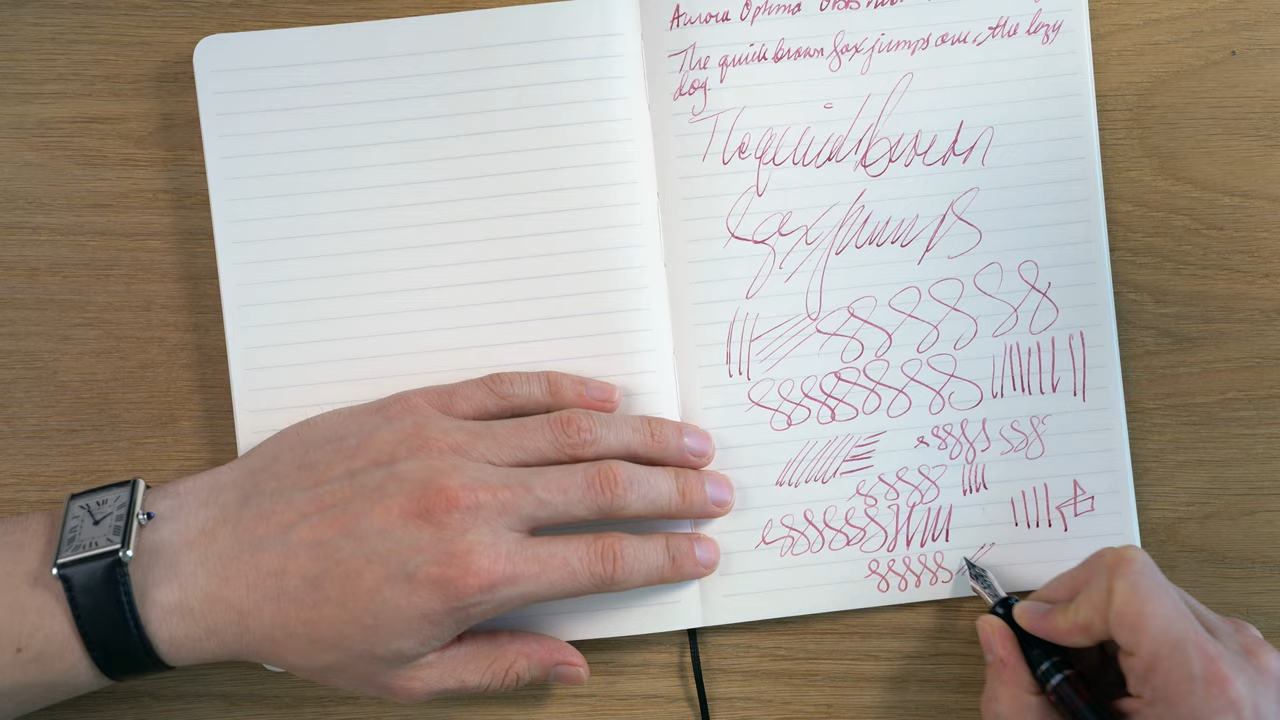 Aurora Optima
The quick brown fox jumps over the lazy
dog.
The quick brown
fox jumps